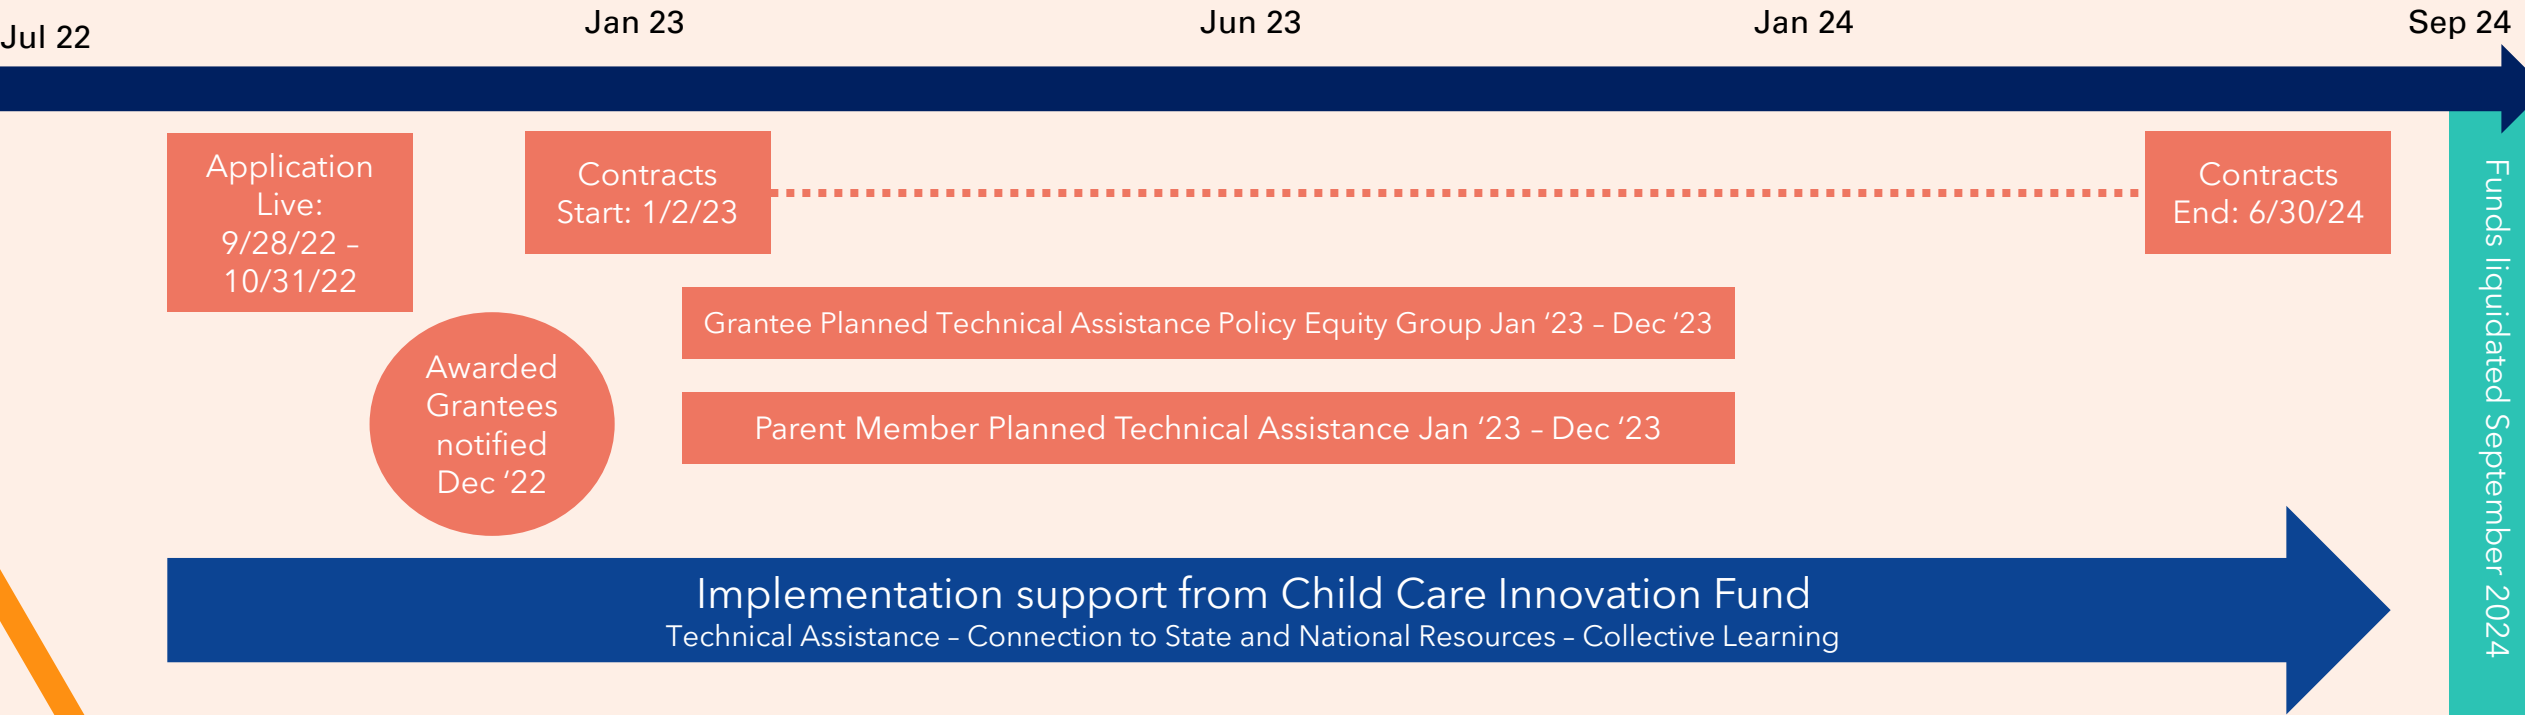 Jul 22
Jan 23
Jun 23
Jan 24
Sep 24
Application
Live:
9/28/22 –
10/31/22
Contracts
Start: 1/2/23
Contracts
End: 6/30/24
Grantee Planned Technical Assistance Policy Equity Group Jan ‘23 – Dec ‘23
Awarded
Grantees
notified
Dec ‘22
Parent Member Planned Technical Assistance Jan ‘23 – Dec ‘23
Implementation support from Child Care Innovation Fund
Technical Assistance – Connection to State and National Resources – Collective Learning
Funds liquidated September 2024